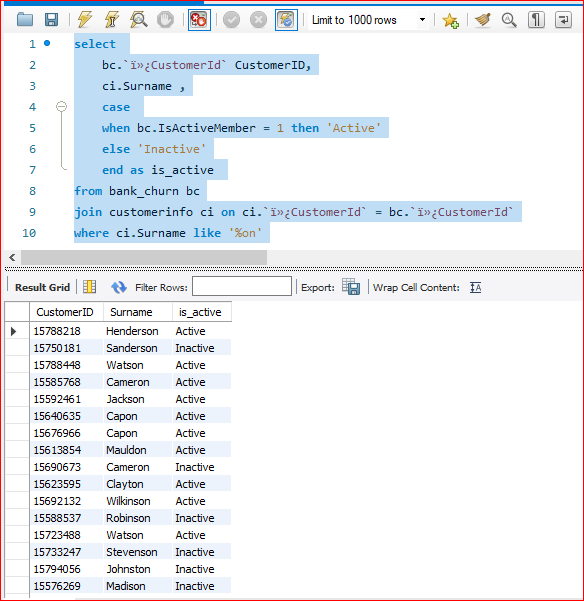 Limit to 1000 rows
1 select
2 bc.`ï»¿CustomerId` CustomerID,
3 ci.Surname ,
4 case
5 when bc.IsActiveMember = 1 then 'Active'
6 else 'Inactive'
7 end as is_active
8 from bank_churn bc
9 join customerinfo ci on ci.`ï»¿CustomerId` = bc.`ï»¿CustomerId`
10 where ci.Surname like '%on'
Result Grid Filter Rows: Export: Wrap Cell Content:
CustomerID Surname is_active
15788218 Henderson Active
15750181 Sanderson Inactive
15788448 Watson Active
15585768 Cameron Active
15592461 Jackson Active
15640635 Capon Active
15676966 Capon Active
15613854 Mauldon Active
15690673 Cameron Inactive
15623595 Clayton Active
15692132 Wilkinson Active
15588537 Robinson Inactive
15723488 Watson Active
15733247 Stevenson Inactive
15794056 Johnston Inactive
15576269 Madison Inactive